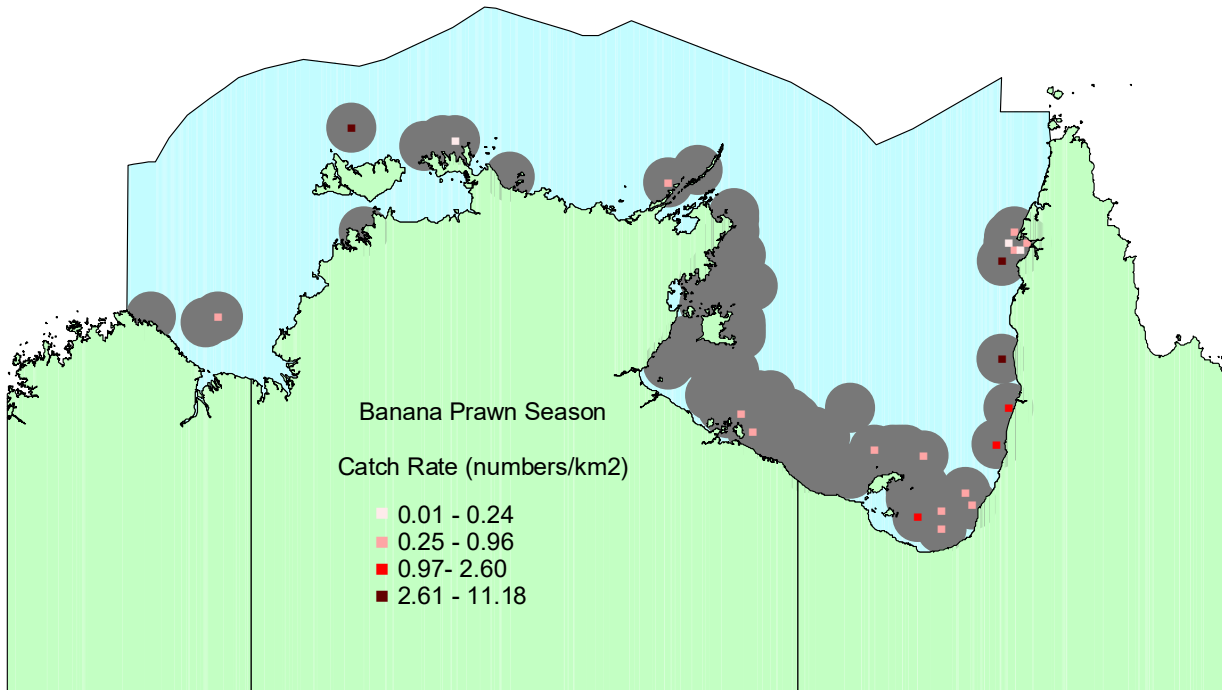 Banana Prawn Season
Catch Rate (numbers/km2)
0.01 - 0.24
0.25 - 0.96
0.97- 2.60
2.61 - 11.18